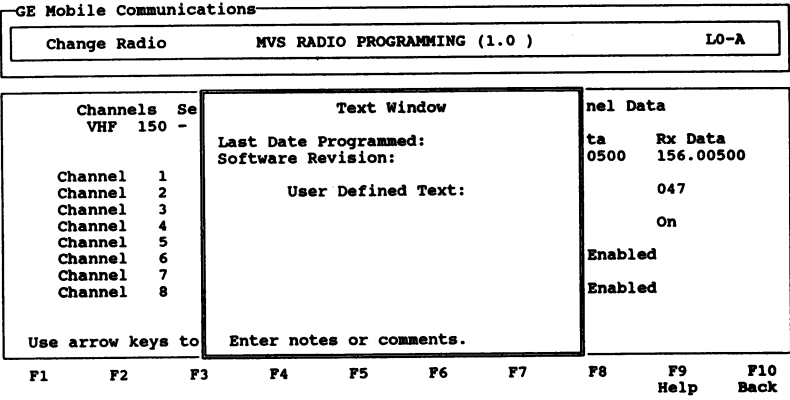 GE Mobile Communications
Change Radio MVS RADIO PROGRAMMING (1.0 ) LO-A
Channels Se Text Window nel Data
VHF 150 -
Last Date Programmed: ta Rx Data
Software Revision: 0500 156.00500
Channel 1
Channel 2 User Defined Text: 047
Channel 3
Channel 4 On
Channel 5
Channel 6 Enabled
Channel 7
Channel 8 Enabled
Use arrow keys to Enter notes or comments.
F1 F2 F3 F4 F5 F6 F7 F8 F9 F10
Help Back